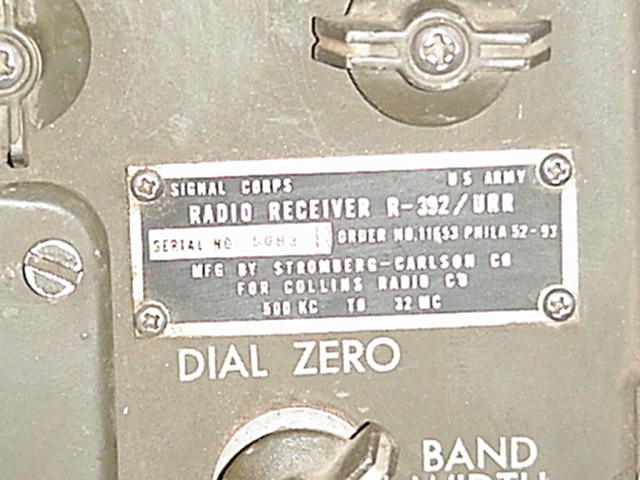 SIGNAL CORPS U S ARMY
RADIO RECEIVER R-392/URR
SERIAL NO ORDER NO. PHILA 52-93
MFG BY STROMBERG-CARLSON CO
FOR COLLINS RADIO CO
500 KC TO 32 MC
DIAL ZERO
BAND
WIDTH